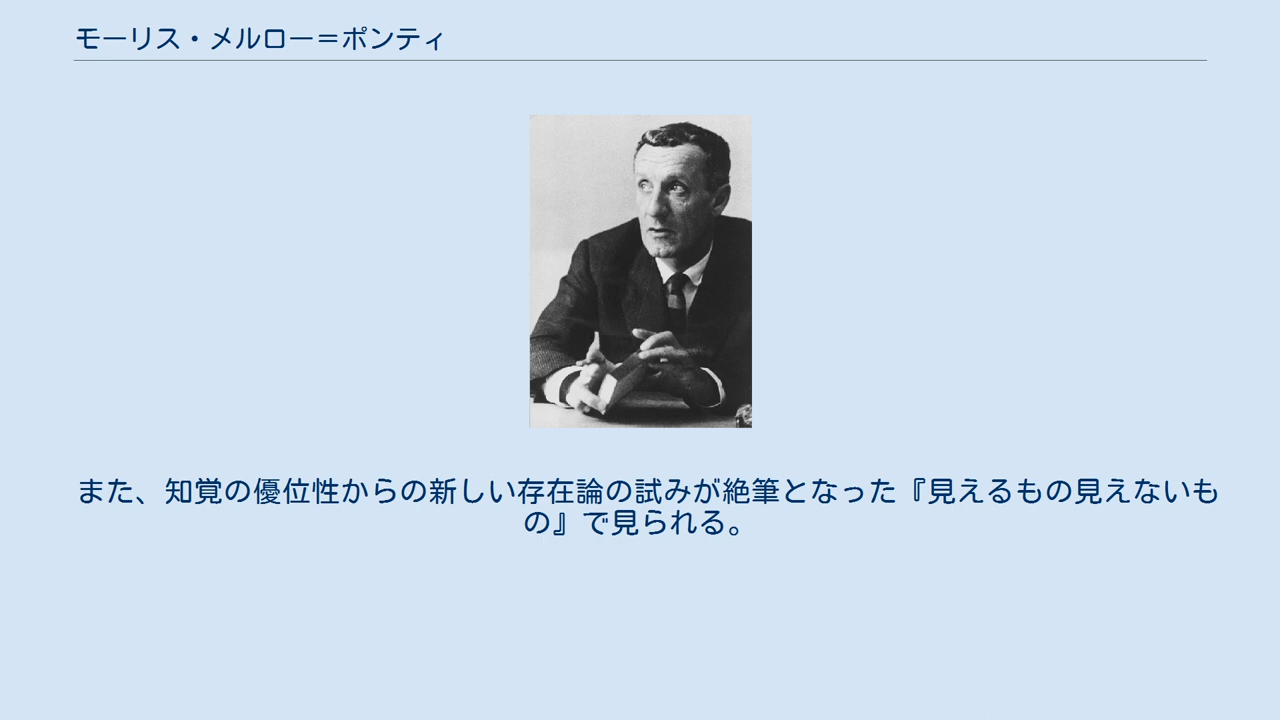 モーリス・メルロー＝ポンティ
また、知覚の優位性からの新しい存在論の試みが絶筆となった『見えるもの見えないも
の』で見られる。